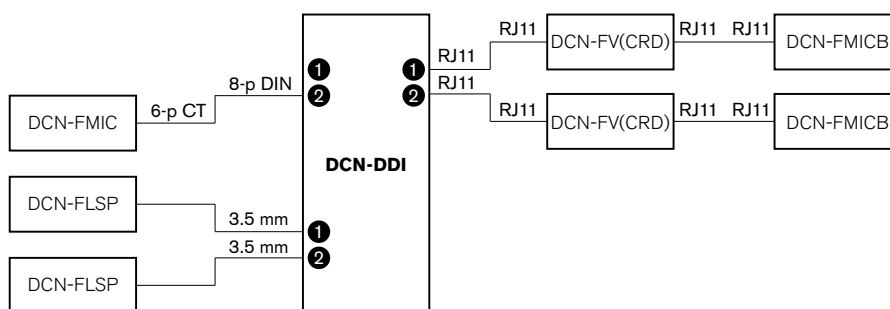 RJ11 DCN-FV(CRD) RJ11 RJ11 DCN-FMICB
❶ ❶ RJ11
8-p DIN ❷ ❷ RJ11
DCN-FMIC 6-p CT RJ11 DCN-FV(CRD) RJ11 RJ11 DCN-FMICB
DCN-DDI
DCN-FLSP
3.5 mm ❶
3.5 mm ❷
DCN-FLSP